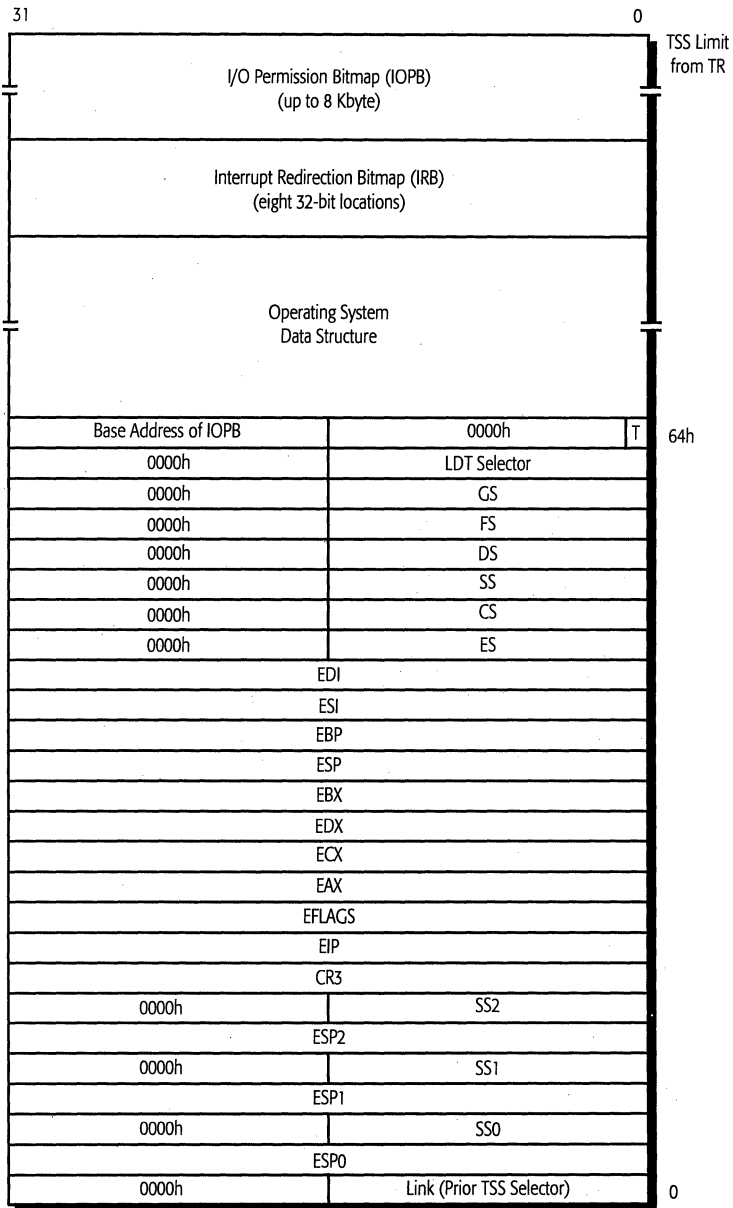 31 0
TSS Limit
from TR
I/O Permission Bitmap (IOPB)
(up to 8 Kbyte)
Interrupt Redirection Bitmap (IRB)
(eight 32-bit locations)
Operating System
Data Structure
Base Address of IOPB 0000h T 64h
0000h LDT Selector
0000h GS
0000h FS
0000h DS
0000h SS
0000h CS
0000h ES
EDI
ESI
EBP
ESP
EBX
EDX
ECX
EAX
EFLAGS
EIP
CR3
0000h SS2
ESP2
0000h SS1
ESP1
0000h SS0
ESP0
0000h Link (Prior TSS Selector) 0